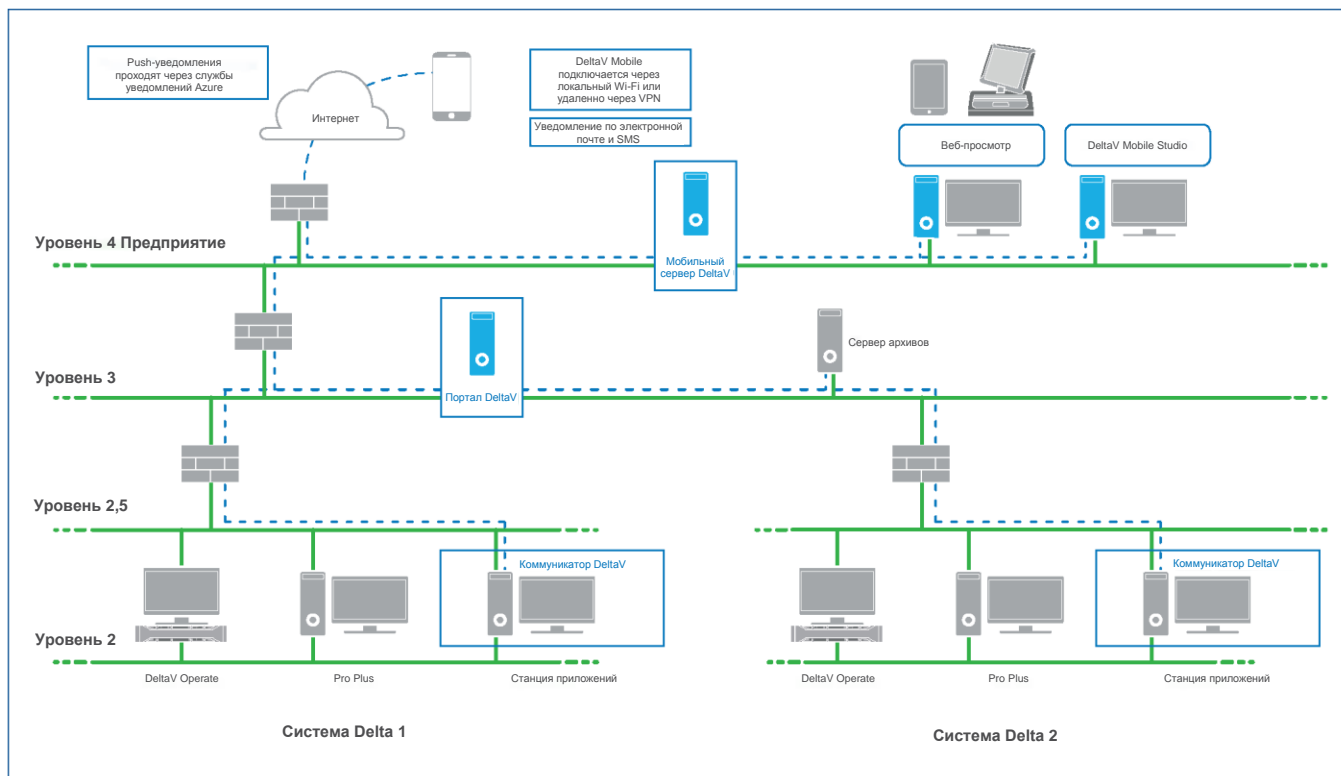 Push-уведомления
проходят через службы
уведомлений Azure
Интернет
DeltaV Mobile
подключается через
локальный Wi-Fi или
удаленно через VPN
Уведомление по электронной
почте и SMS
Веб-просмотр
DeltaV Mobile Studio
Уровень 4 Предприятие
Мобильный
сервер DeltaV
Сервер архивов
Уровень 3
Портал DeltaV
Уровень 2,5
Коммуникатор DeltaV
Коммуникатор DeltaV
Уровень 2
DeltaV Operate
Pro Plus
Станция приложений
DeltaV Operate
Pro Plus
Станция приложений
Система Delta 1
Система Delta 2